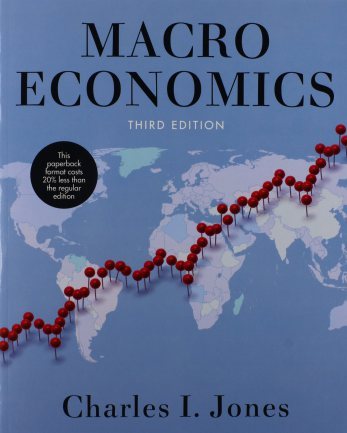 MACRO
ECONOMICS
THIRD EDITION
This
paperback
format costs
20% less than
the regular
edition
Charles I. Jones